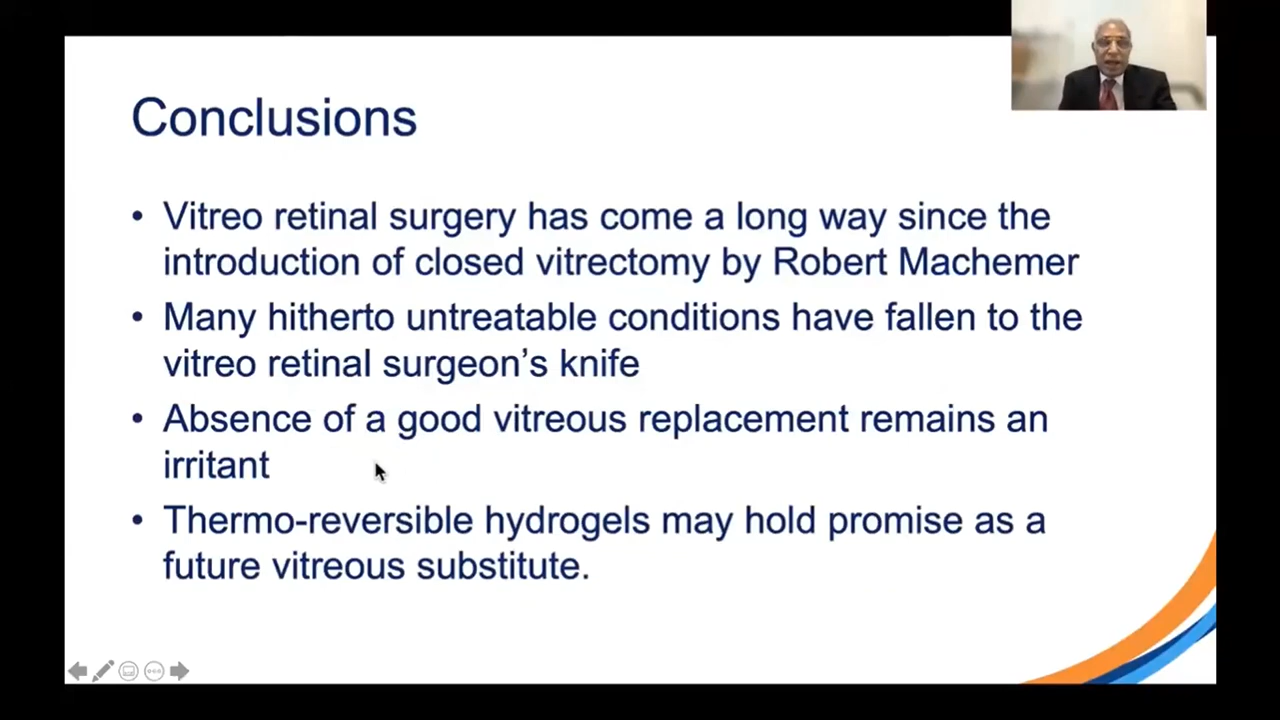 Conclusions
• Vitreo retinal surgery has come a long way since the
introduction of closed vitrectomy by Robert Machemer
• Many hitherto untreatable conditions have fallen to the
vitreo retinal surgeon’s knife
• Absence of a good vitreous replacement remains an
irritant
• Thermo-reversible hydrogels may hold promise as a
future vitreous substitute.